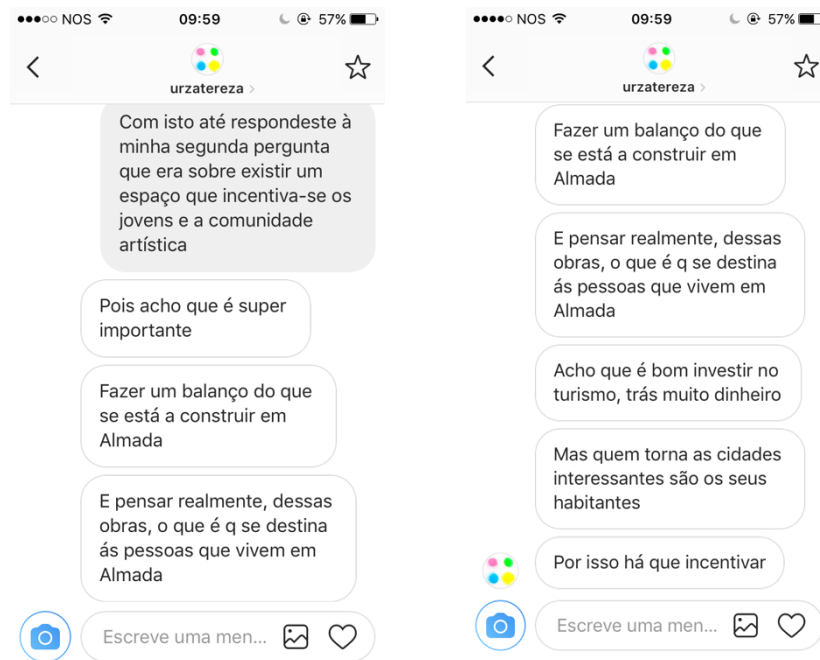 NOS 09:59 57%
urzatereza >
Com isto até respondeste à
minha segunda pergunta
que era sobre existir um
espaço que incentiva-se os
jovens e a comunidade
artística
Pois acho que é super
importante
Fazer um balanço do que
se está a construir em
Almada
E pensar realmente, dessas
obras, o que é q se destina
ás pessoas que vivem em
Almada
Escreve uma men...
NOS 09:59 57%
urzatereza >
Fazer um balanço do que
se está a construir em
Almada
E pensar realmente, dessas
obras, o que é q se destina
ás pessoas que vivem em
Almada
Acho que é bom investir no
turismo, trás muito dinheiro
Mas quem torna as cidades
interessantes são os seus
habitantes
Por isso há que incentivar
Escreve uma men...